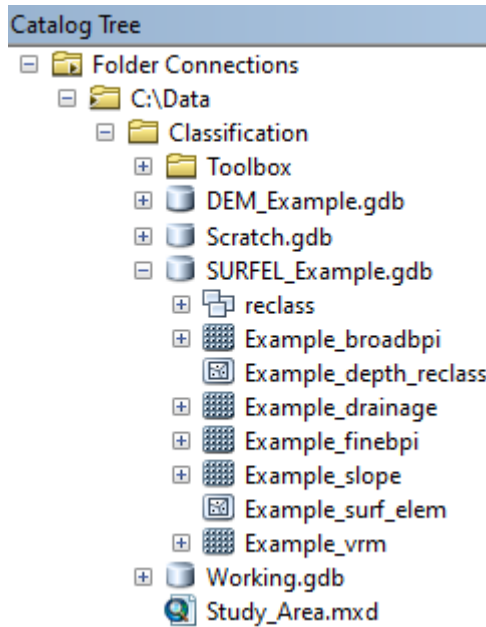 Catalog Tree
Folder Connections
C:\Data
Classification
Toolbox
DEM_Example.gdb
Scratch.gdb
SURFEL_Example.gdb
reclass
Example_broadbpi
Example_depth_reclass
Example_drainage
Example_finebpi
Example_slope
Example_surf_elem
Example_vrm
Working.gdb
Study_Area.mxd